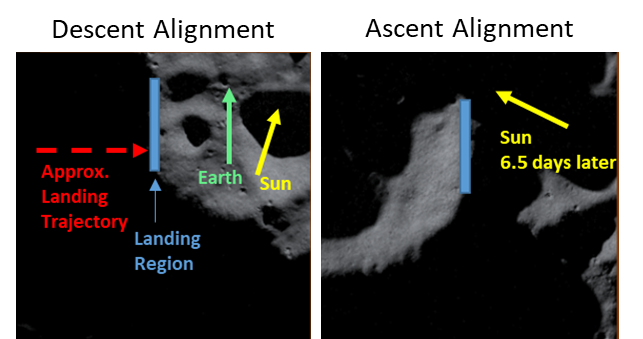 Descent Alignment
Ascent Alignment
Approx.
Landing
Trajectory
Earth
Sun
Landing
Region
Sun
6.5 days later